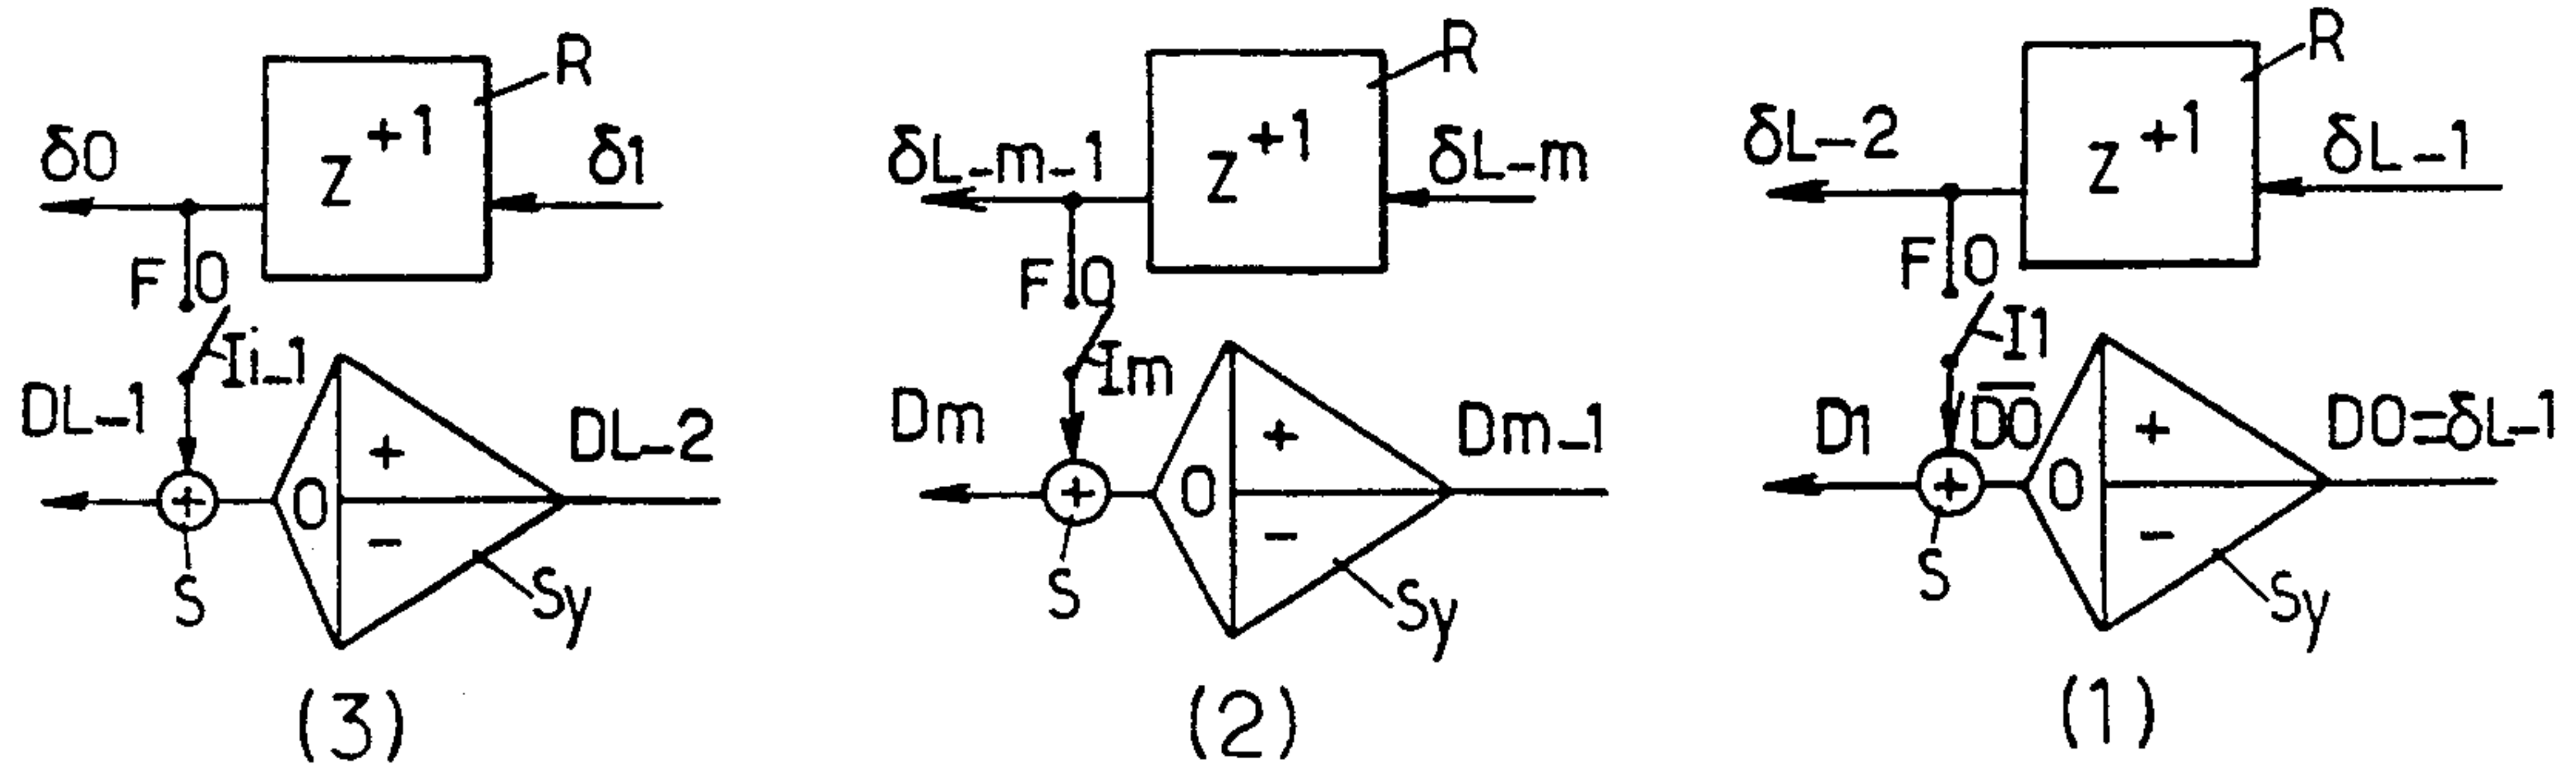 R R R
δ0 Z +1 δ1 δL-m-1 Z +1 δL-m δL-2 Z +1 δL-1
F 0 F 0 F 0
Ii-1 Im I1
DL-1 + DL-2 Dm + Dm-1 D1 D0 + D0=δL-1
+ 0 + 0 + 0
- - -
S Sy S Sy S Sy
(3) (2) (1)